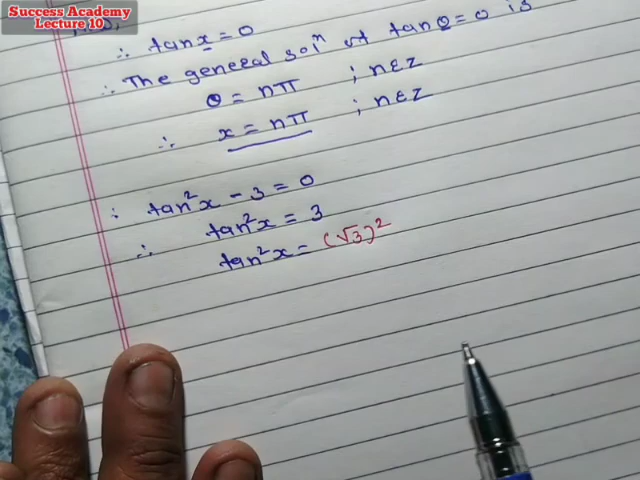 Success Academy
Lecture 10
∴ tan x = 0
∴ The general solⁿ of tan θ = 0 is
θ = nπ ; n∈Z
∴ x = nπ ; n∈Z
: tan²x - 3 = 0
∴ tan²x = 3
tan²x = (√3)²